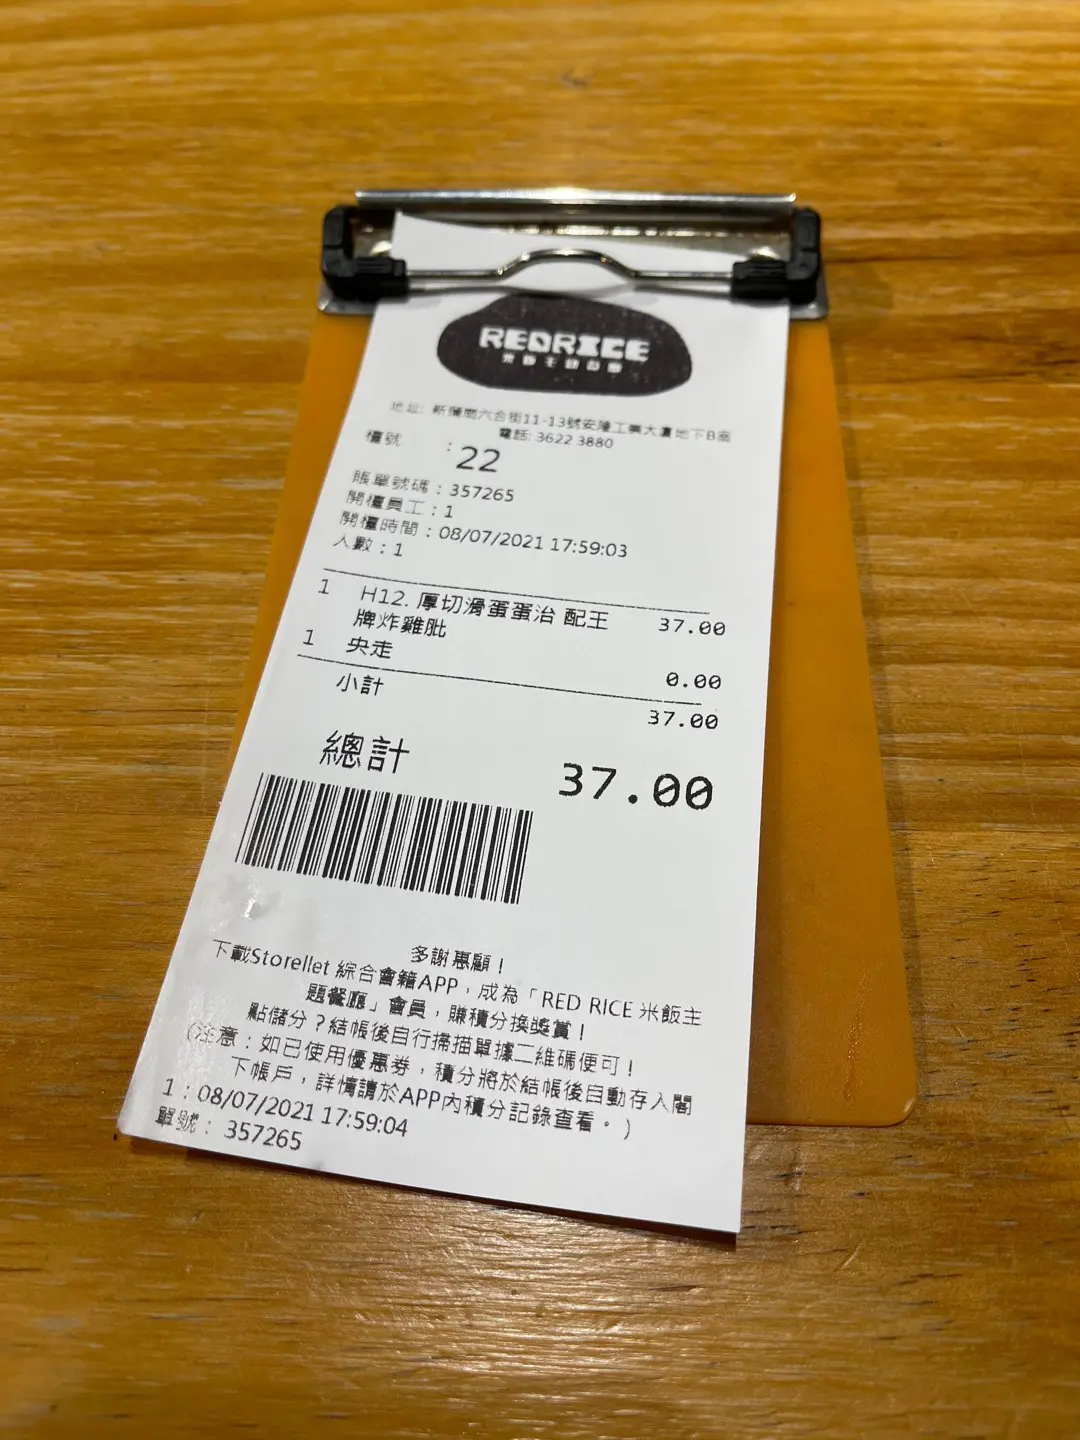 REDRICE
米飯主題餐廳
地址: 新蒲崗六合街11-13號安隆工業大廈地下B座
電話: 3622 3880
檯號 : 22
賬單號碼 : 357265
開檯員工 : 1
開檯時間 : 08/07/2021 17:59:03
人數 : 1
1 H12. 厚切滑蛋蛋治 配王 37.00
牌炸雞肶
1 央走 0.00
小計 37.00
總計 37.00
多謝惠顧！
下載Storellet 綜合會籍APP，成為「RED RICE 米飯主
題餐廳」會員，賺積分換獎賞！
點儲分？結帳後自行掃描單據二維碼便可！
(注意：如已使用優惠券，積分將於結帳後自動存入閣
下帳戶，詳情請於APP內積分記錄查看。)
1 : 08/07/2021 17:59:04
單號 : 357265